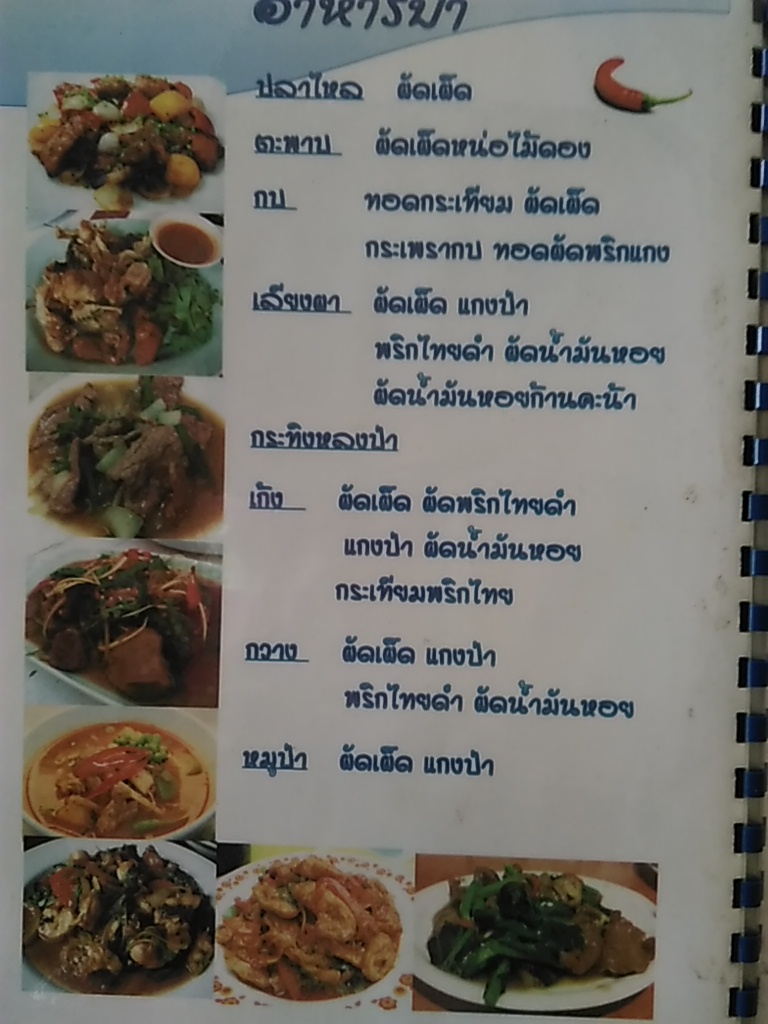 อาหารป่า
ปลาไหล ผัดเผ็ด
ตะพาบ ผัดเผ็ดหน่อไม้ดอง
กบ ทอดกระเทียม ผัดเผ็ด
กระเพรากบ ทอดผัดพริกแกง
เลียงผา ผัดเผ็ด แกงป่า
พริกไทยดำ ผัดน้ำมันหอย
ผัดน้ำมันหอยก้านคะน้า
กระทิงหลงป่า
เก้ง ผัดเผ็ด ผัดพริกไทยดำ
แกงป่า ผัดน้ำมันหอย
กระเทียมพริกไทย
กวาง ผัดเผ็ด แกงป่า
พริกไทยดำ ผัดน้ำมันหอย
หมูป่า ผัดเผ็ด แกงป่า